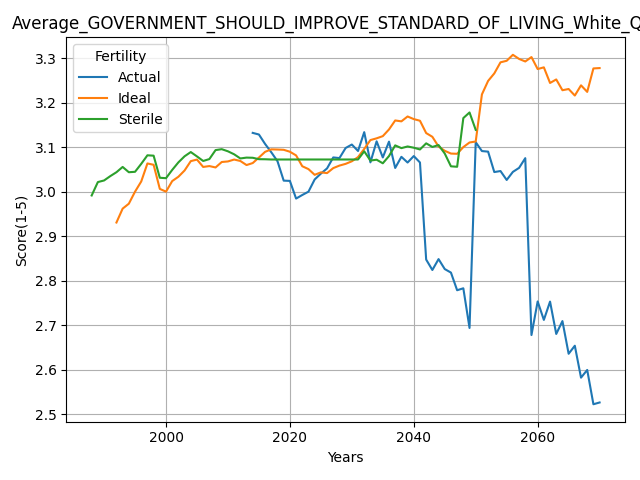 Average_GOVERNMENT_SHOULD_IMPROVE_STANDARD_OF_LIVING_White_Q
Fertility
Actual
Ideal
Sterile
3.3
3.2
3.1
3.0
2.9
2.8
2.7
2.6
2.5
Score(1-5)
2000
2020
2040
2060
Years